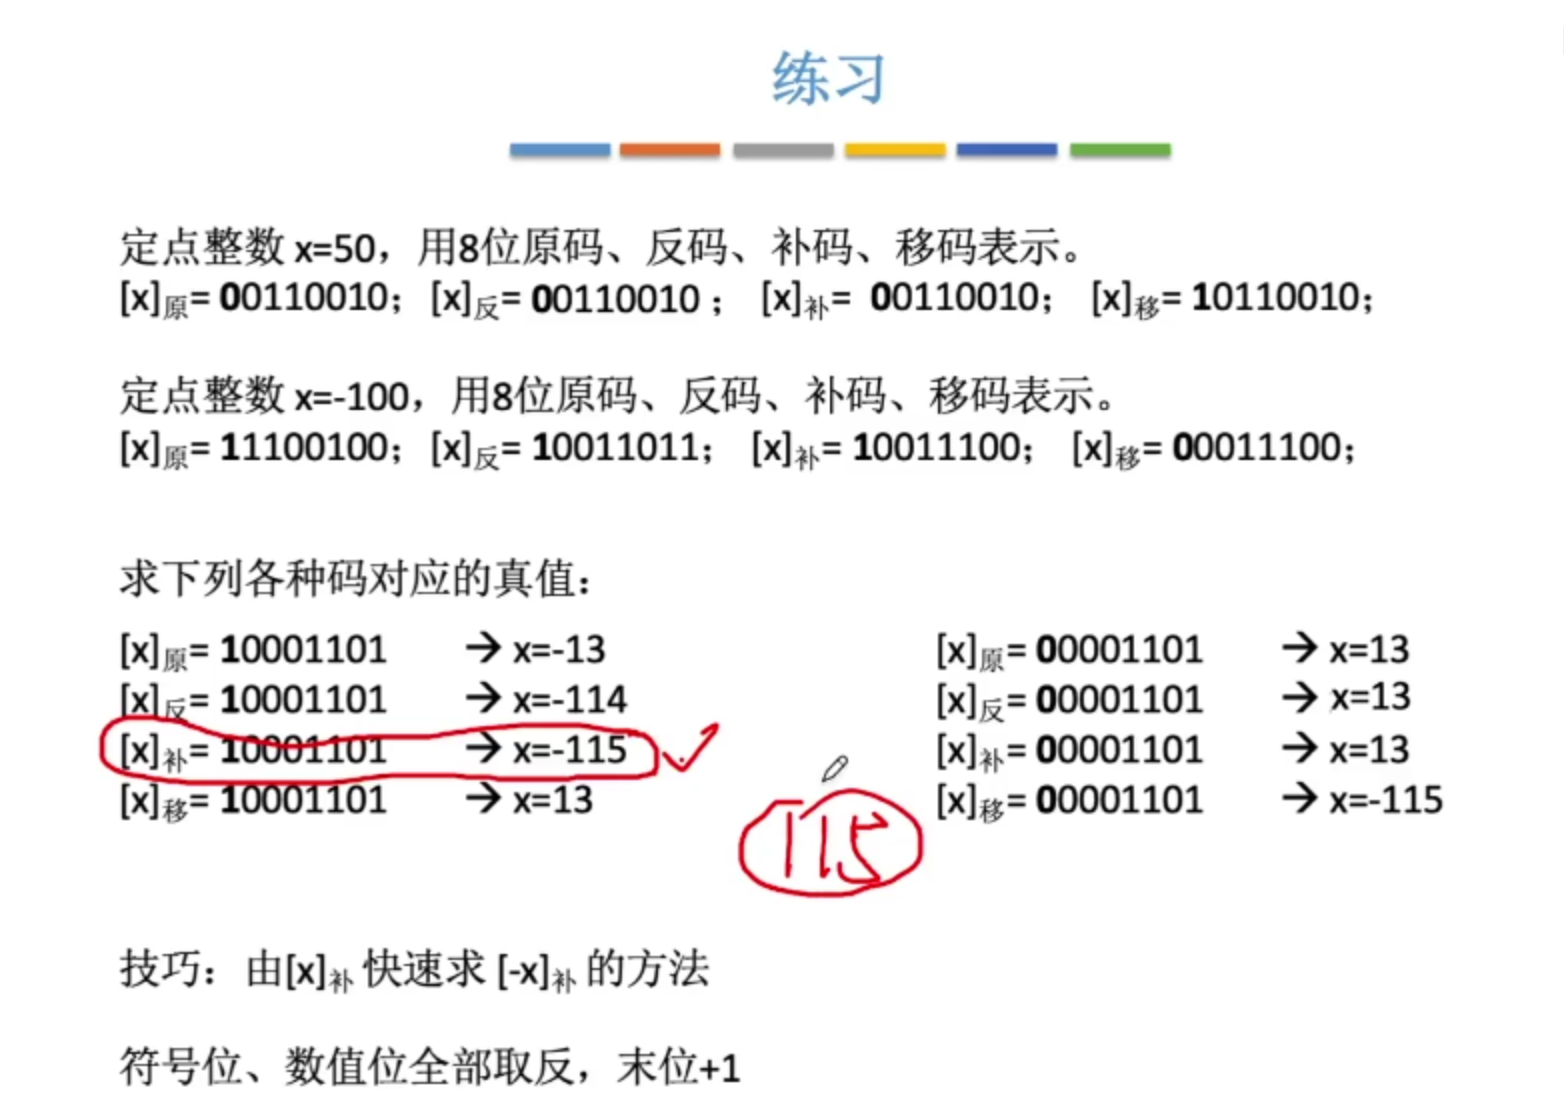 练习
定点整数 x=50，用8位原码、反码、补码、移码表示。
[x]原= 00110010；[x]反= 00110010 ； [x]补= 00110010； [x]移= 10110010；
定点整数 x=-100，用8位原码、反码、补码、移码表示。
[x]原= 11100100；[x]反= 10011011； [x]补= 10011100； [x]移= 00011100；
求下列各种码对应的真值：
[x]原= 10001101 → x=-13
[x]反= 10001101 → x=-114
[x]补= 10001101 → x=-115
[x]移= 10001101 → x=13
[x]原= 00001101 → x=13
[x]反= 00001101 → x=13
[x]补= 00001101 → x=13
[x]移= 00001101 → x=-115
115
技巧：由[x]补 快速求 [-x]补 的方法
符号位、数值位全部取反，末位+1